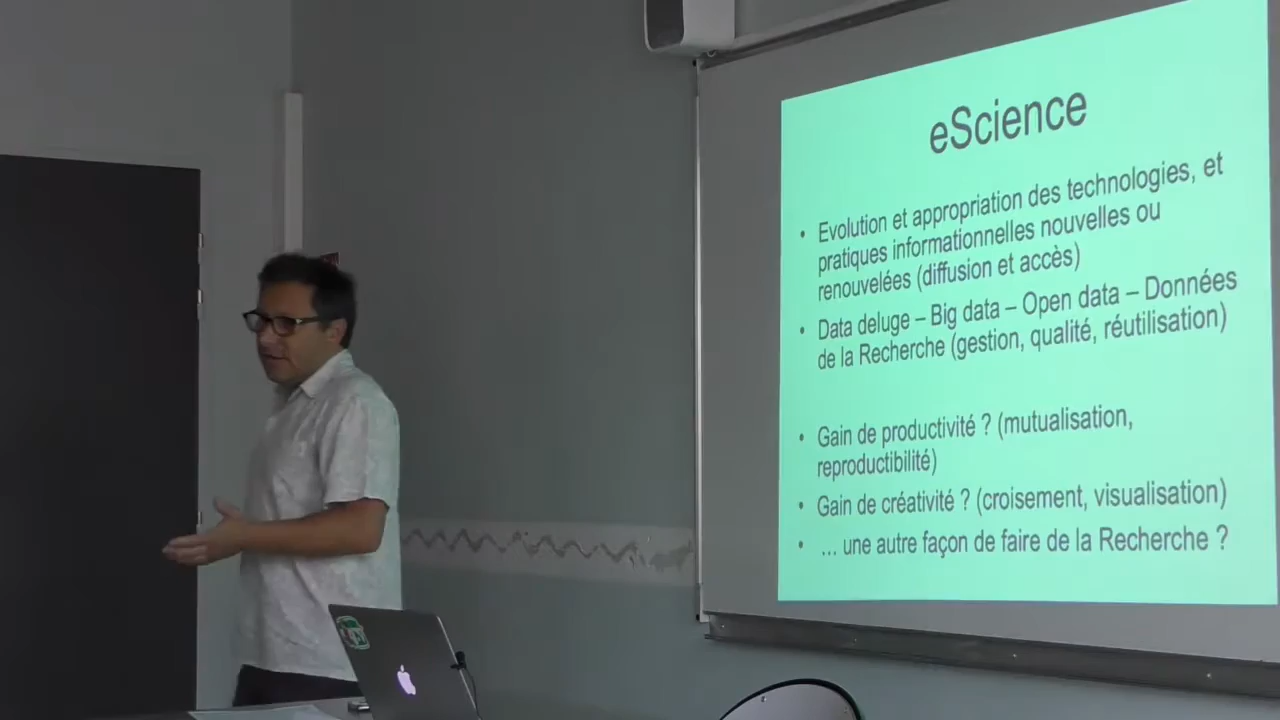 eScience
• Evolution et appropriation des technologies, et
pratiques informationnelles nouvelles ou
renouvelées (diffusion et accès)
• Data deluge – Big data – Open data – Données
de la Recherche (gestion, qualité, réutilisation)
• Gain de productivité ? (mutualisation,
reproductibilité)
• Gain de créativité ? (croisement, visualisation)
• … une autre façon de faire de la Recherche ?